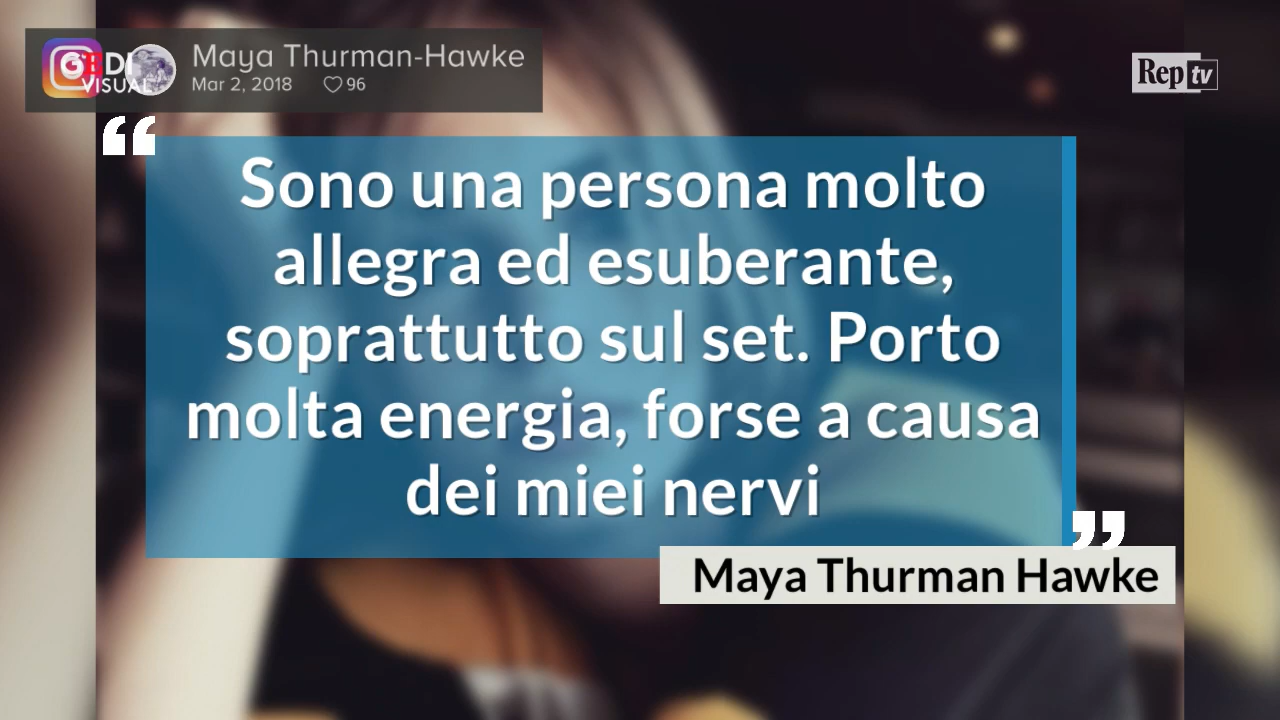 GEDI
VISUAL
Maya Thurman-Hawke
Mar 2, 2018 96
Rep tv
“
Sono una persona molto
allegra ed esuberante,
soprattutto sul set. Porto
molta energia, forse a causa
dei miei nervi
”
Maya Thurman Hawke